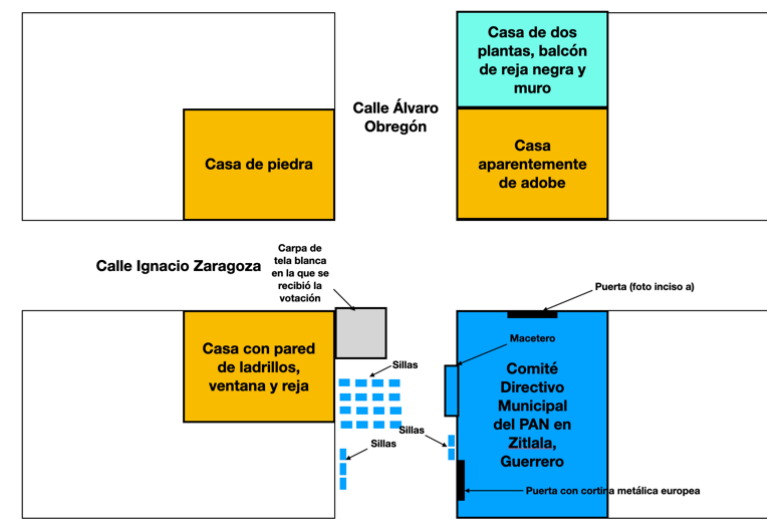 Casa de dos
plantas, balcón
de reja negra y
muro
Calle Álvaro
Obregón
Casa de piedra
Casa
aparentemente
de adobe
Calle Ignacio Zaragoza
Carpa de
tela blanca
en la que se
recibió la
votación
Puerta (foto inciso a)
Casa con pared
de ladrillos,
ventana y reja
Macetero
Sillas
Comité
Directivo
Municipal
del PAN en
Zitlala,
Guerrero
Sillas
Sillas
Puerta con cortina metálica europea